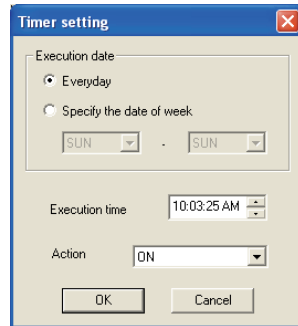 Timer setting
Execution date
Everyday
Specify the date of week
SUN - SUN
Execution time 10:03:25 AM
Action ON
OK Cancel